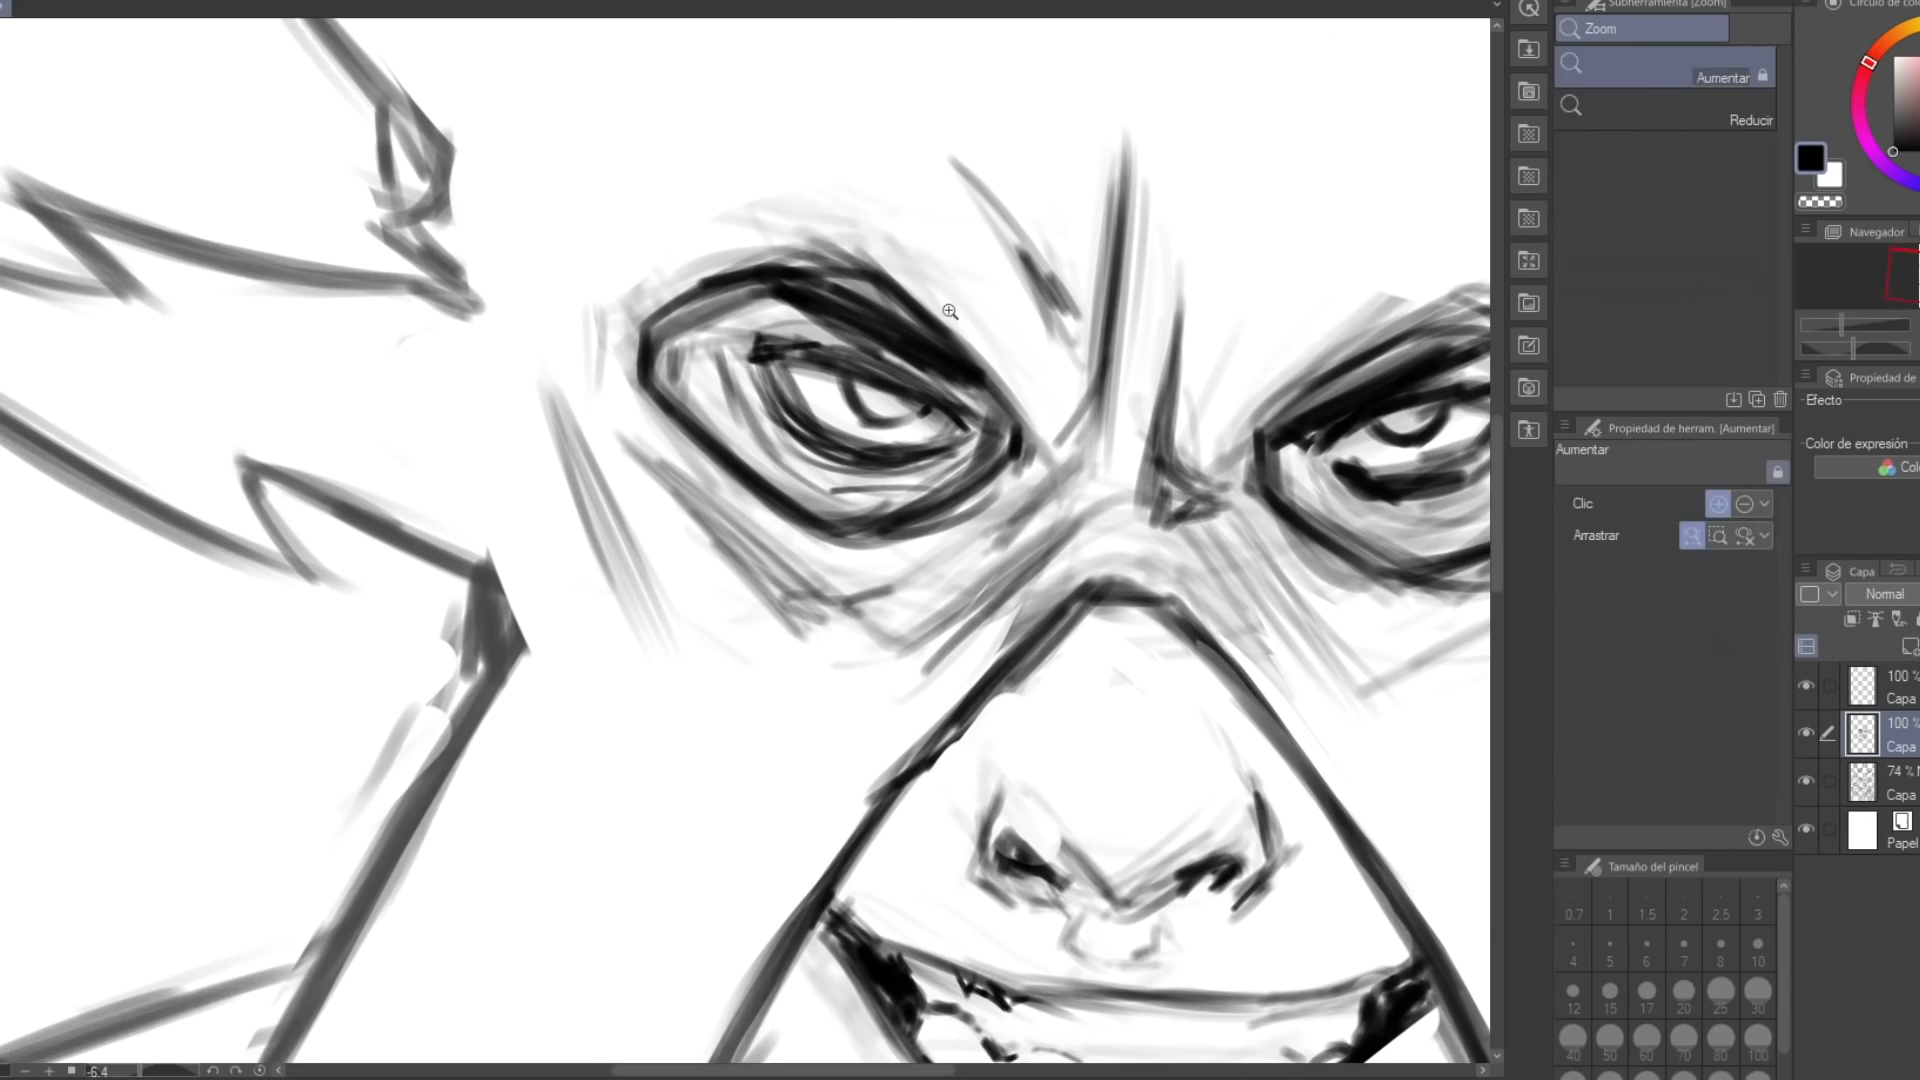 Subherramienta [Zoom]
Círculo de colo
Zoom
Aumentar
Reducir
Navegador
Propiedad de
Efecto
Color de expresión
Propiedad de herram. [Aumentar]
Aumentar
Clic
Arrastrar
Capa
Normal
100 %
Capa
100 %
Capa
74 %
Capa
Papel
Tamaño del pincel
0.7 1 1.5 2 2.5 3
4 5 6 7 8 10
12 15 17 20 25 30
40 50 60 70 80 100
-6.4